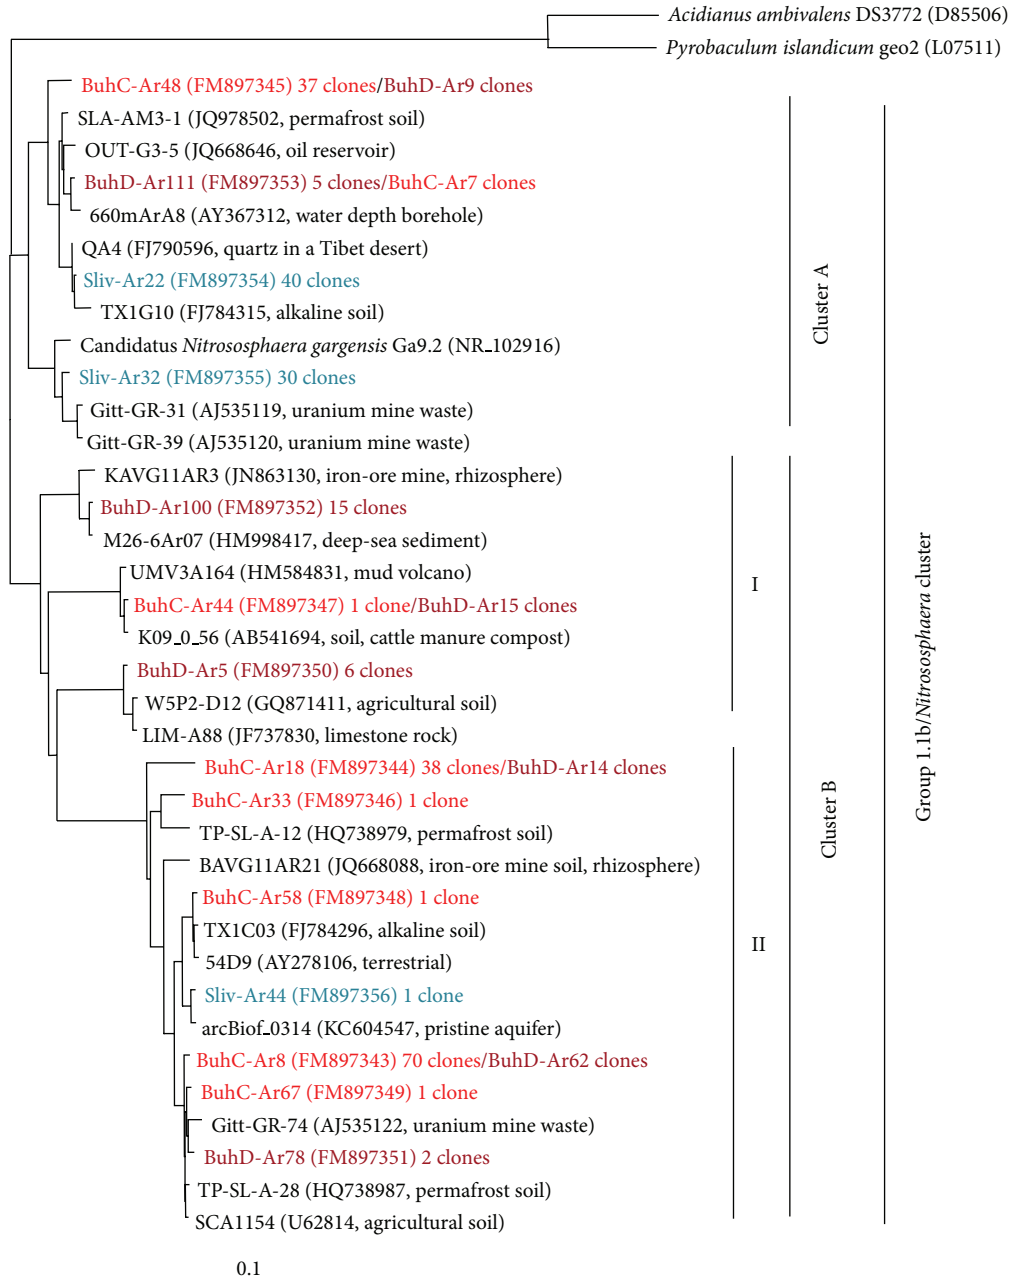 Acidianus ambivalens DS3772 (D85506)
Pyrobaculum islandicum geo2 (L07511)
BuhC-Ar48 (FM897345) 37 clones/BuhD-Ar9 clones
SLA-AM3-1 (JQ978502, permafrost soil)
OUT-G3-5 (JQ668646, oil reservoir)
BuhD-Ar111 (FM897353) 5 clones/BuhC-Ar7 clones
660mArA8 (AY367312, water depth borehole)
QA4 (FJ790596, quartz in a Tibet desert)
Sliv-Ar22 (FM897354) 40 clones
TX1G10 (FJ784315, alkaline soil)
Candidatus Nitrososphaera gargensis Ga9.2 (NR_102916)
Sliv-Ar32 (FM897355) 30 clones
Gitt-GR-31 (AJ535119, uranium mine waste)
Gitt-GR-39 (AJ535120, uranium mine waste)
KAVG11AR3 (JN863130, iron-ore mine, rhizosphere)
BuhD-Ar100 (FM897352) 15 clones
M26-6Ar07 (HM998417, deep-sea sediment)
UMV3A164 (HM584831, mud volcano)
BuhC-Ar44 (FM897347) 1 clone/BuhD-Ar15 clones
K09_0_56 (AB541694, soil, cattle manure compost)
BuhD-Ar5 (FM897350) 6 clones
W5P2-D12 (GQ871411, agricultural soil)
LIM-A88 (JF737830, limestone rock)
BuhC-Ar18 (FM897344) 38 clones/BuhD-Ar14 clones
BuhC-Ar33 (FM897346) 1 clone
TP-SL-A-12 (HQ738979, permafrost soil)
BAVG11AR21 (JQ668088, iron-ore mine soil, rhizosphere)
BuhC-Ar58 (FM897348) 1 clone
TX1C03 (FJ784296, alkaline soil)
54D9 (AY278106, terrestrial)
Sliv-Ar44 (FM897356) 1 clone
arcBiof_0314 (KC604547, pristine aquifer)
BuhC-Ar8 (FM897343) 70 clones/BuhD-Ar62 clones
BuhC-Ar67 (FM897349) 1 clone
Gitt-GR-74 (AJ535122, uranium mine waste)
BuhD-Ar78 (FM897351) 2 clones
TP-SL-A-28 (HQ738987, permafrost soil)
SCA1154 (U62814, agricultural soil)
0.1
I
II
Cluster A
Cluster B
Group 1.1b/Nitrososphaera cluster